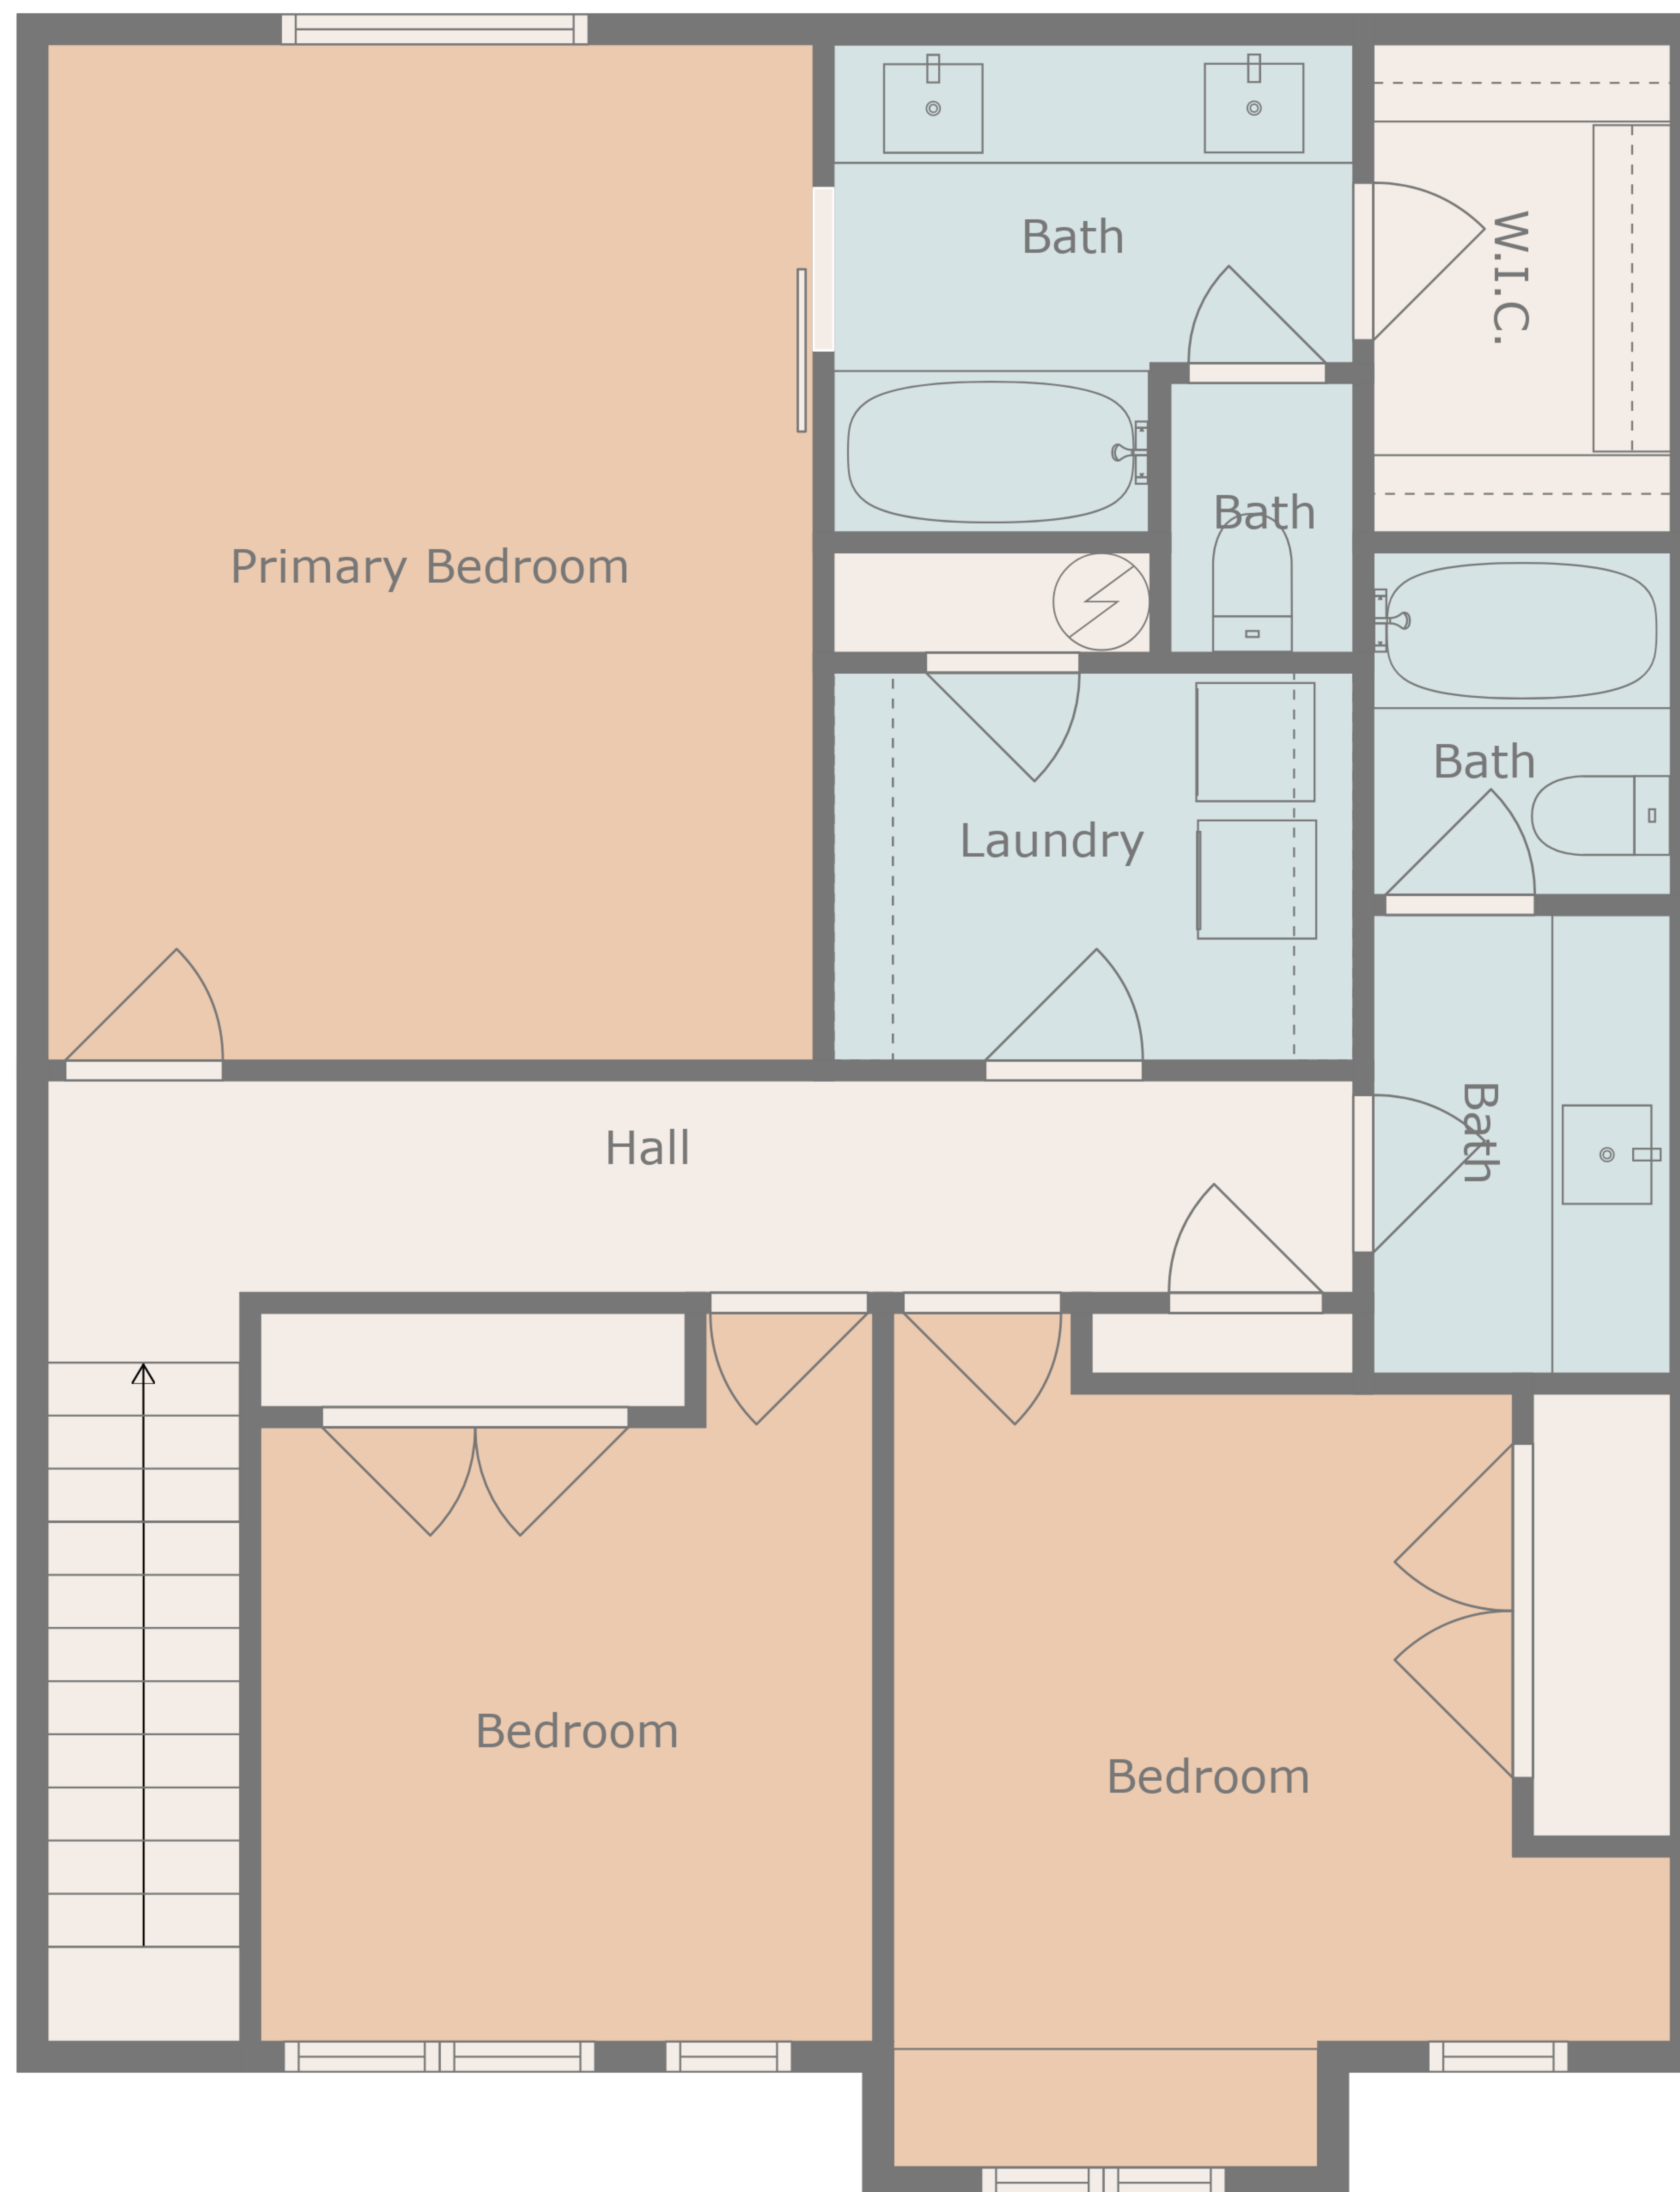 Bath
W.I.C.
Bath
Primary Bedroom
Bath
Laundry
Hall
Bath
Bedroom
Bedroom